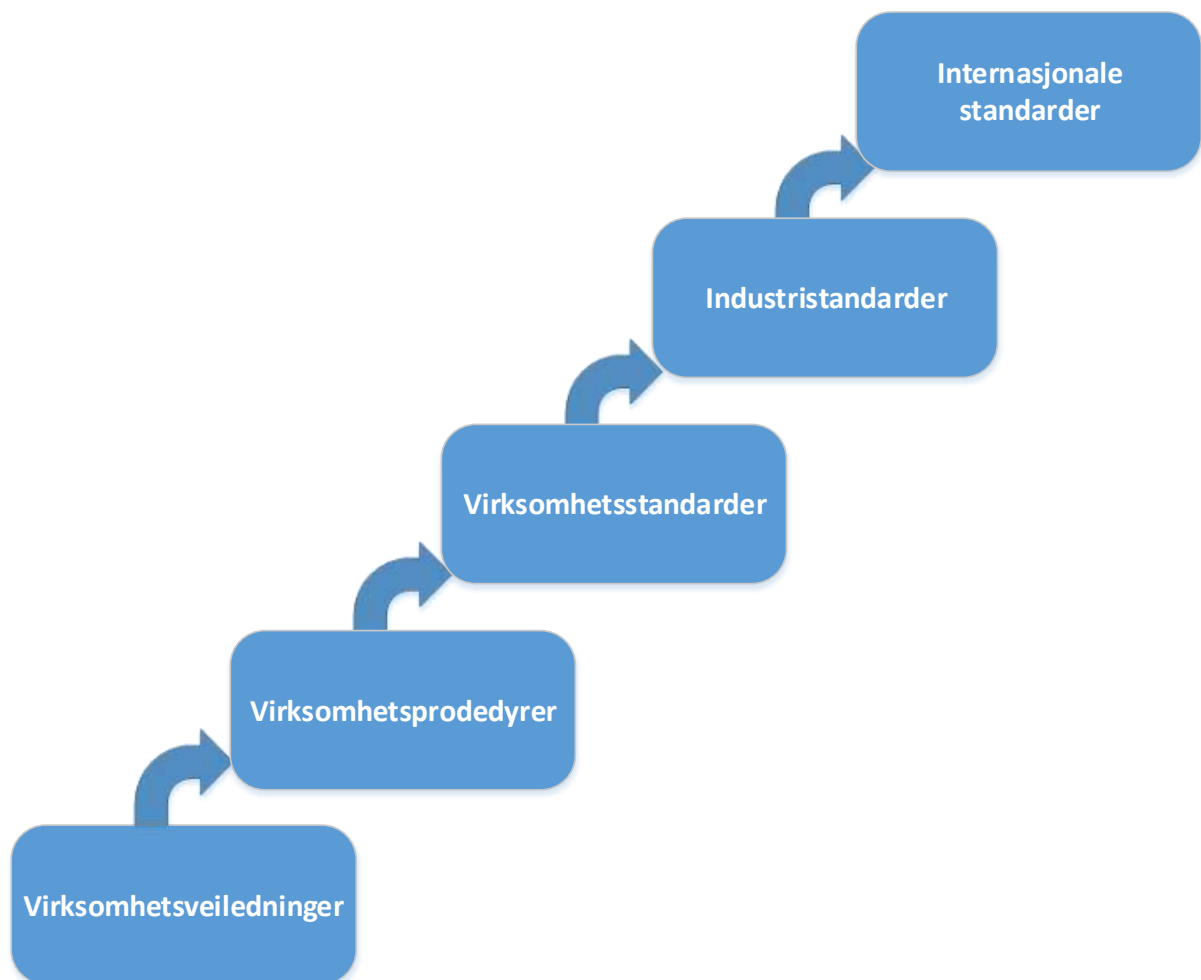 Internasjonale
standarder
Industristandarder
Virksomhetsstandarder
Virksomhetsprodedyrer
Virksomhetsveiledninger